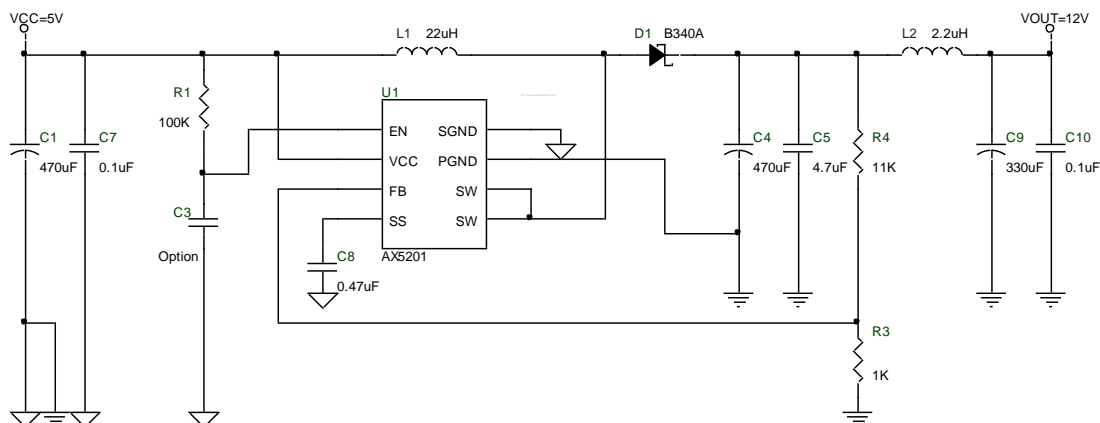 VCC=5V
VOUT=12V
L1 22uH
D1 B340A
L2 2.2uH
R1
100K
U1
EN SGND
VCC PGND
FB SW
SS SW
AX5201
C1
470uF
C7
0.1uF
C3
Option
C8
0.47uF
C4
470uF
C5
4.7uF
R4
11K
C9
330uF
C10
0.1uF
R3
1K